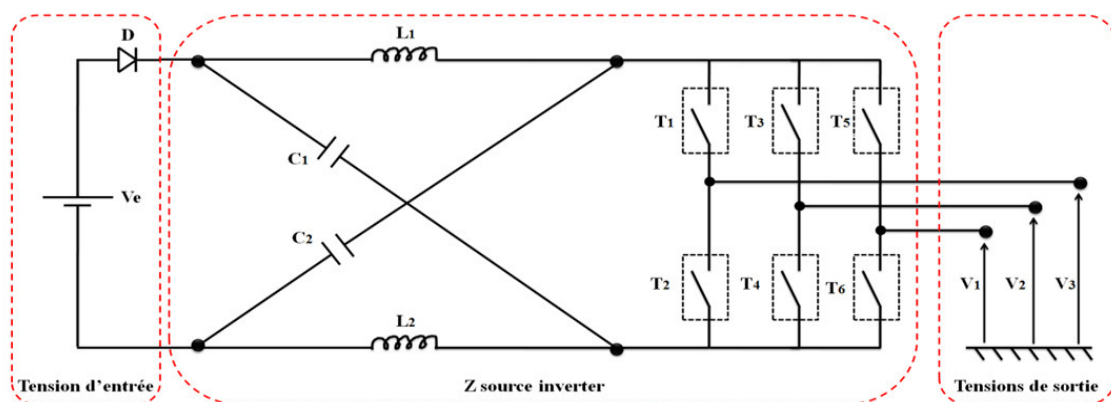 D
L1
T1
T3
T5
C1
Ve
C2
T2
T4
T6
V1
V2
V3
L2
Tension d'entrée
Z source inverter
Tensions de sortie